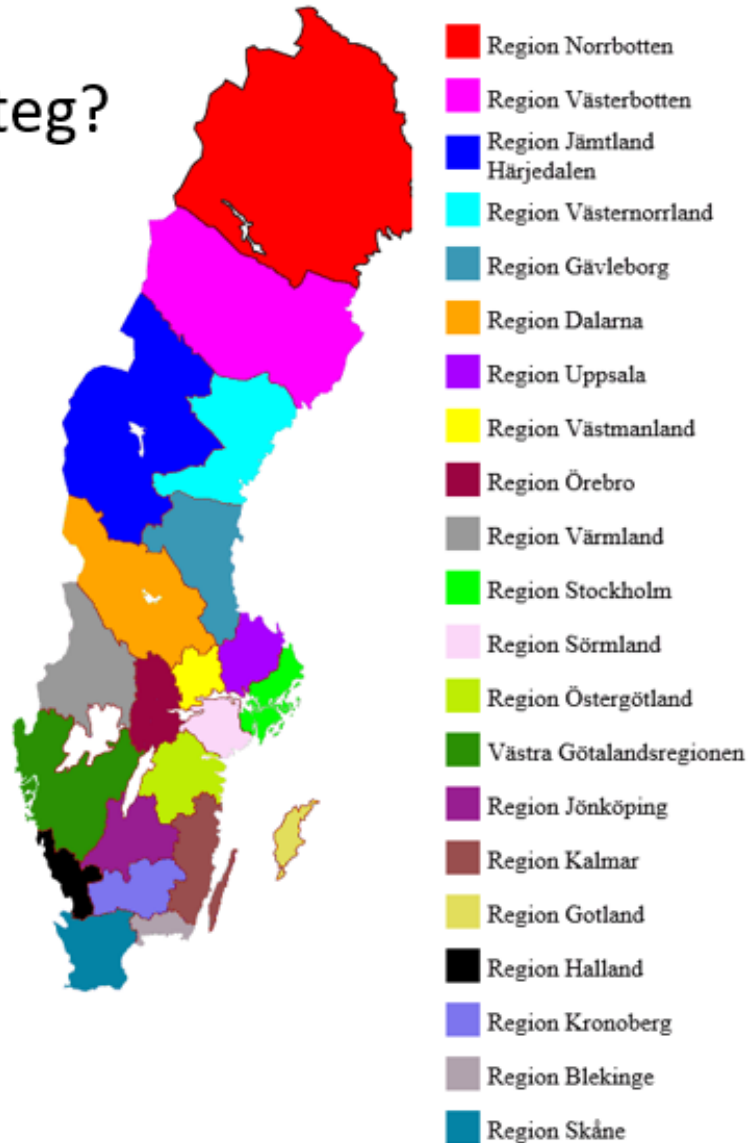 teg?
Region Norrbotten
Region Västerbotten
Region Jämtland
Härjedalen
Region Västernorrland
Region Gävleborg
Region Dalarna
Region Uppsala
Region Västmanland
Region Örebro
Region Värmland
Region Stockholm
Region Sörmland
Region Östergötland
Västra Götalandsregionen
Region Jönköping
Region Kalmar
Region Gotland
Region Halland
Region Kronoberg
Region Blekinge
Region Skåne